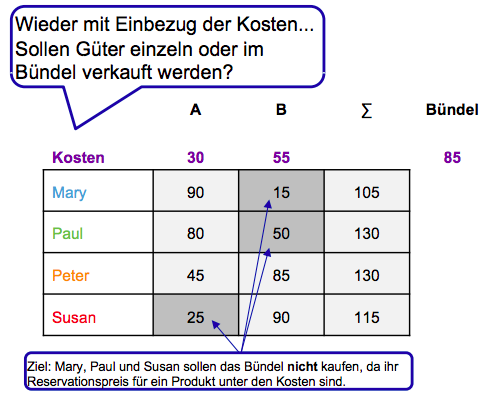 Wieder mit Einbezug der Kosten...
Sollen Güter einzeln oder im
Bündel verkauft werden?
A B ∑ Bündel
Kosten 30 55 85
Mary 90 15 105
Paul 80 50 130
Peter 45 85 130
Susan 25 90 115
Ziel: Mary, Paul und Susan sollen das Bündel nicht kaufen, da ihr
Reservationspreis für ein Produkt unter den Kosten sind.